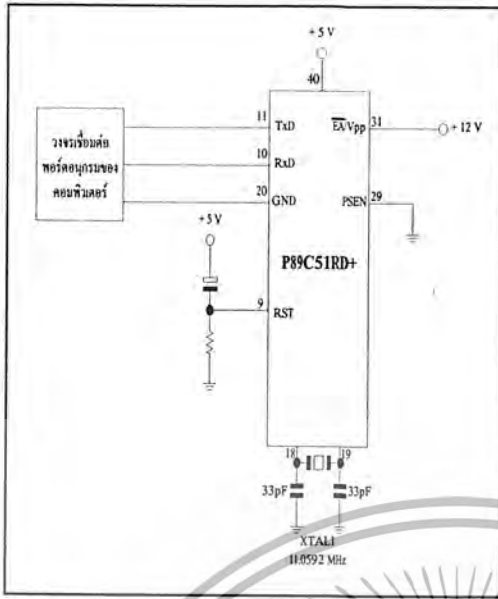 + 5 V
40
วงจรเชื่อมต่อ
พอร์ตอนุกรมของ
คอมพิวเตอร์
11 TxD
10 RxD
20 GND
EA/Vpp 31
+ 12 V
PSEN 29
+5 V
P89C51RD+
9 RST
18 19
33pF 33pF
XTAL1
11.0592 MHz